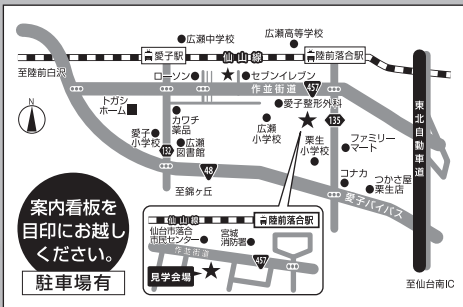 広瀬高等学校
広瀬中学校
愛子駅
仙山線
陸前落合駅
至陸前白沢
ローソン
セブンイレブン
作並街道
457
トガシ
ホーム
愛子整形外科
N
カワチ
薬品
広瀬
小学校
135
東北自動車道
愛子
小学校
栗生
小学校
ファミリー
マート
132
広瀬
図書館
48
コナカ
つかさ屋
栗生店
至錦ヶ丘
愛子バイパス
案内看板を
目印にお越し
ください。
駐車場有
仙山線
陸前落合駅
仙台市落合
市民センター
宮城
消防署
作並街道
457
見学会場
至仙台南IC